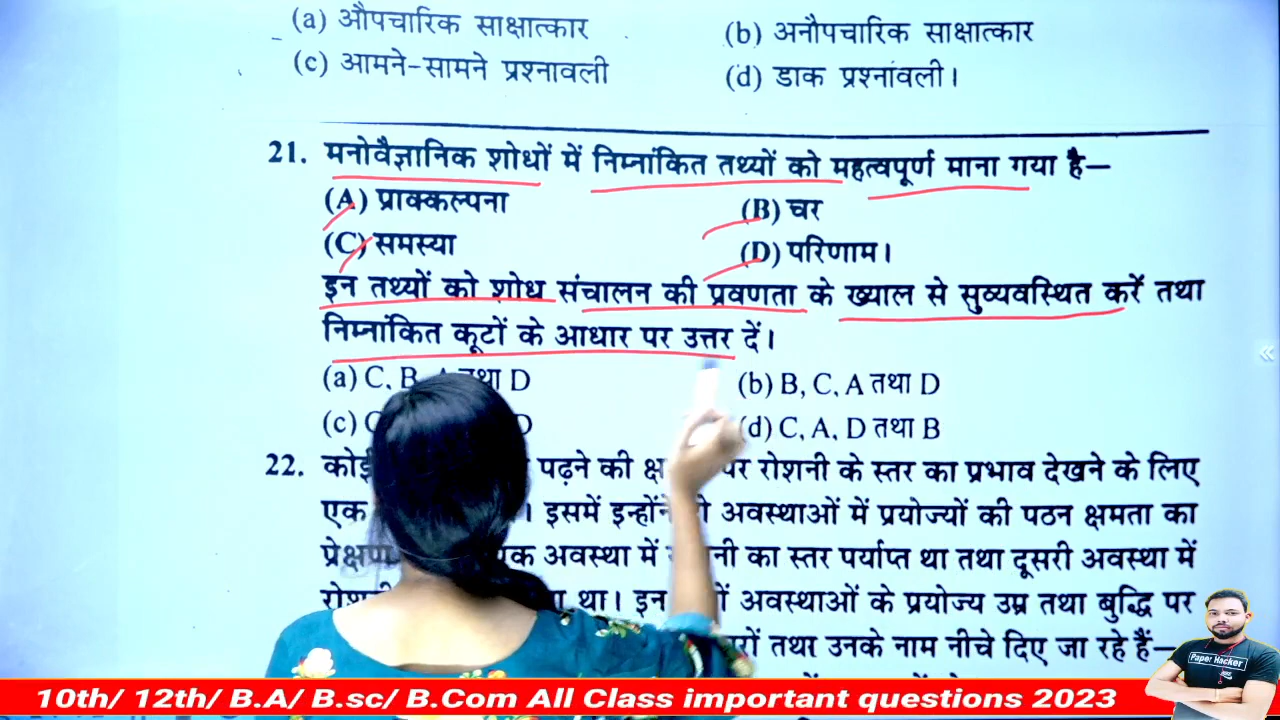 (a) औपचारिक साक्षात्कार (b) अनौपचारिक साक्षात्कार
(c) आमने-सामने प्रश्नावली (d) डाक प्रश्नावली।
21. मनोवैज्ञानिक शोधों में निम्नांकित तथ्यों को महत्वपूर्ण माना गया है—
(A) प्राक्कल्पना (B) चर
(C) समस्या (D) परिणाम।
इन तथ्यों को शोध संचालन की प्रवणता के ख्याल से सुव्यवस्थित करें तथा
निम्नांकित कूटों के आधार पर उत्तर दें।
(a) C, B D (b) B, C, A तथा D
(c) (d) C, A, D तथा B
22. कोई पढ़ने की पर रोशनी के स्तर का प्रभाव देखने के लिए
एक । इसमें इन्होंने अवस्थाओं में प्रयोज्यों की पठन क्षमता का
अवस्था में का स्तर पर्याप्त था तथा दूसरी अवस्था में
था। इन अवस्थाओं के प्रयोज्य उम्र तथा बुद्धि पर
तथा उनके नाम नीचे दिए जा रहे हैं—
Paper Hacker
10th/ 12th/ B.A/ B.sc/ B.Com All Class important questions 2023